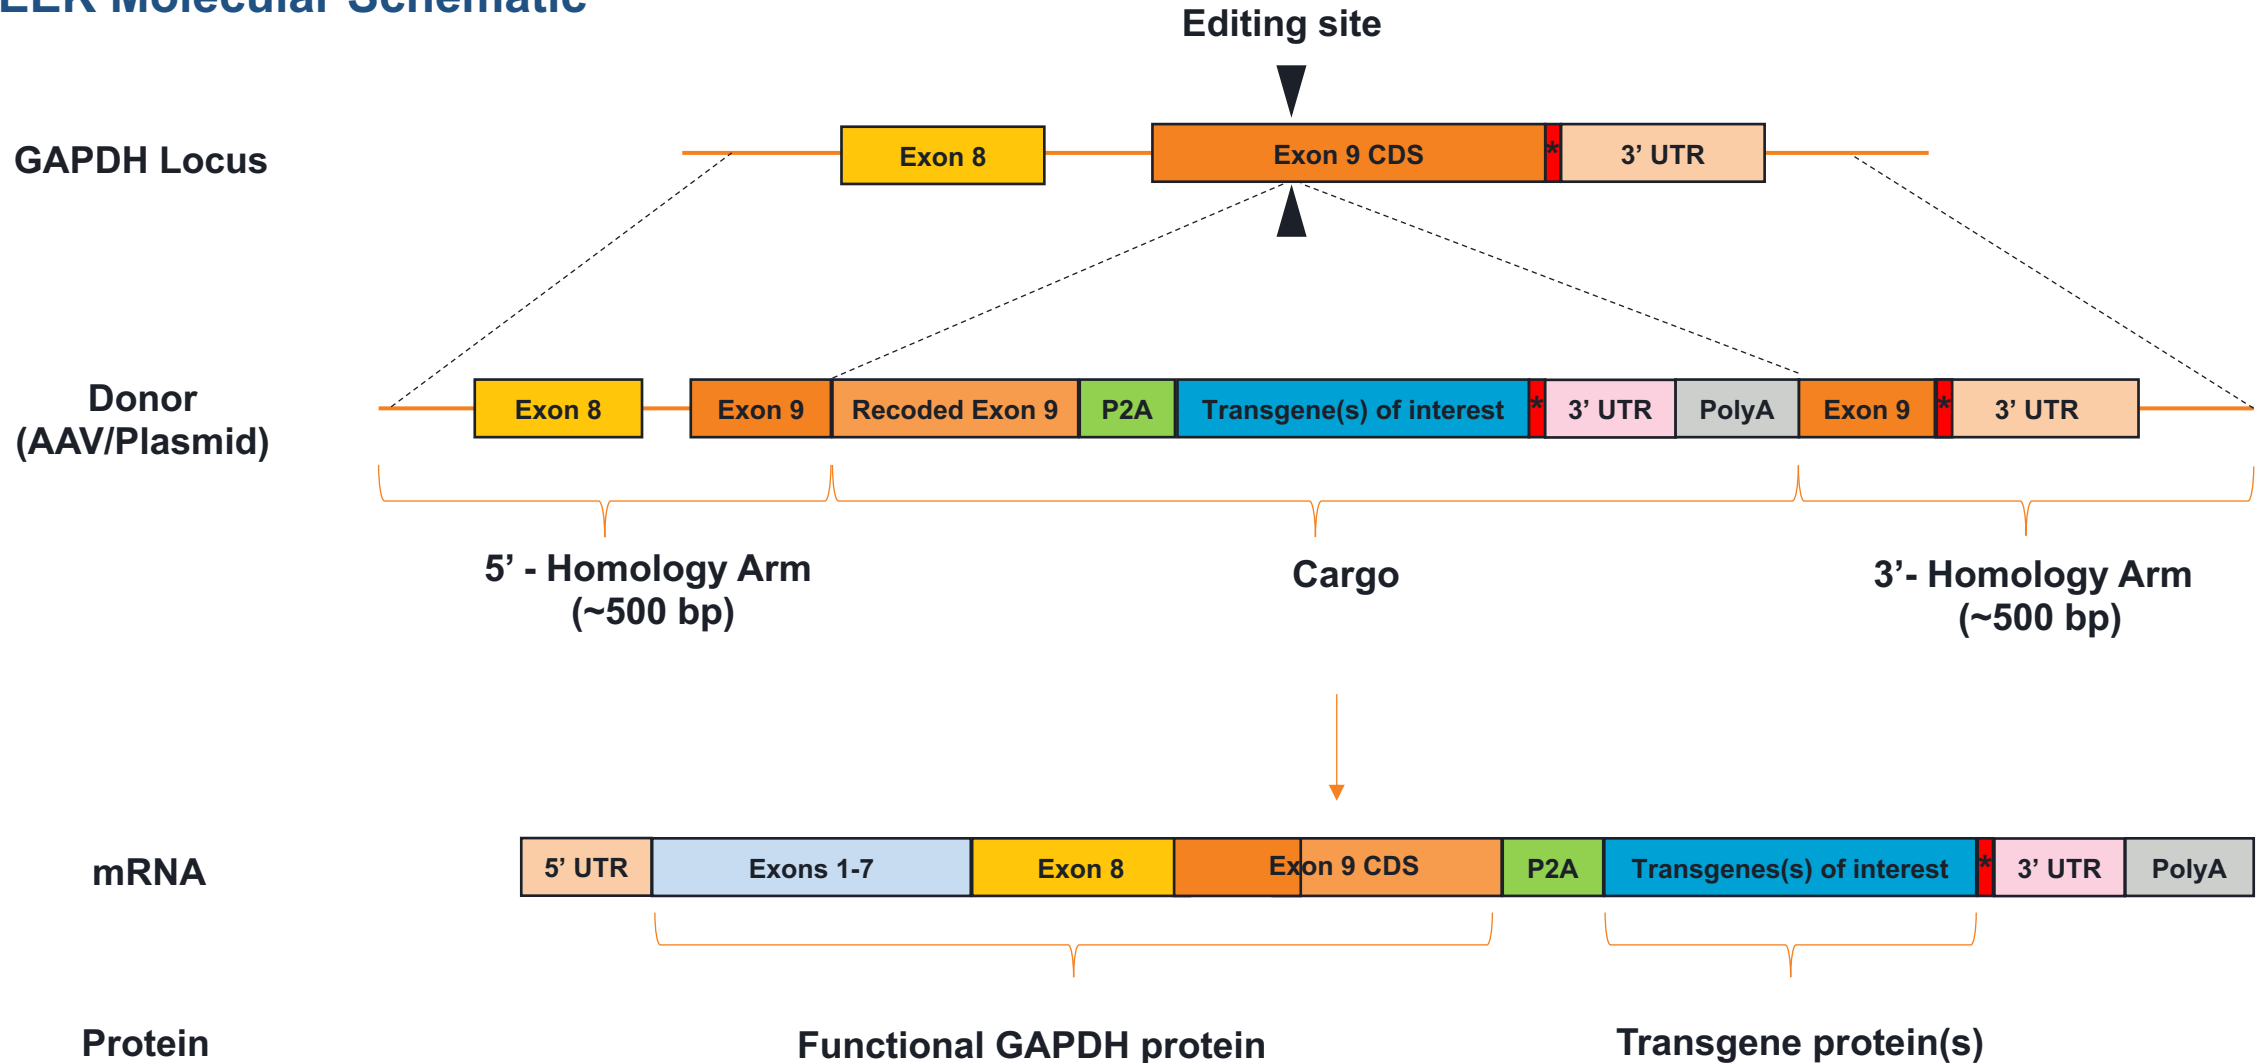 Molecular Schematic
Editing site
GAPDH Locus
Exon 8
Exon 9 CDS
*
3’ UTR
Donor
(AAV/Plasmid)
Exon 8
Exon 9
Recoded Exon 9
P2A
Transgene(s) of interest
*
3’ UTR
PolyA
Exon 9
*
3’ UTR
5’ - Homology Arm
(~500 bp)
Cargo
3’- Homology Arm
(~500 bp)
mRNA
5’ UTR
Exons 1-7
Exon 8
Exon 9 CDS
P2A
Transgenes(s) of interest
*
3’ UTR
PolyA
Protein
Functional GAPDH protein
Transgene protein(s)